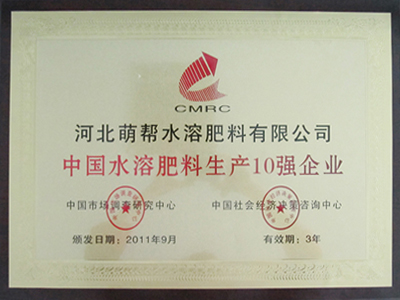 CMRC
河北萌帮水溶肥料有限公司
中国水溶肥料生产10强企业
中国市场调查研究中心 中国社会经济决策咨询中心
颁发日期:2011年9月 有效期:3年